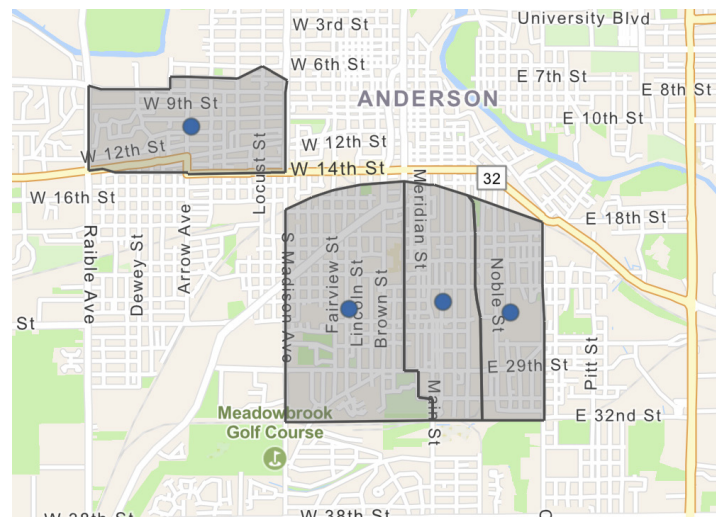 W 3rd St
University Blvd
W 6th St
E 7th St
E 8th St
W 9th St
ANDERSON
E 10th St
W 12th St
W 12th St
Locust St
W 14th St
32
W 16th St
Meridian St
E 18th St
Raible Ave
Dewey St
Arrow Ave
S Madison Ave
Fairview St
Lincoln St
Brown St
Noble St
St
E 29th St
Pitt St
Main St
Meadowbrook
Golf Course
E 32nd St
W 38th St
W 38th St